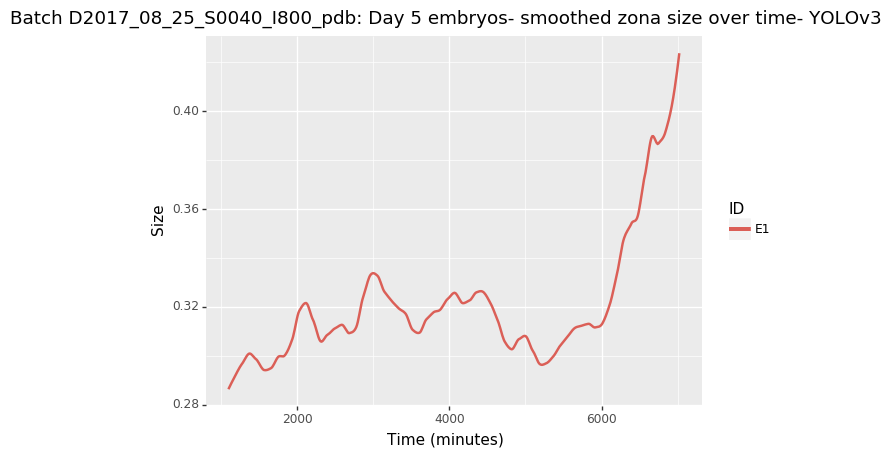 Batch D2017_08_25_S0040_I800_pdb: Day 5 embryos- smoothed zona size over time- YOLOv3
0.40
0.36
0.32
0.28
Size
2000
4000
6000
Time (minutes)
ID
E1